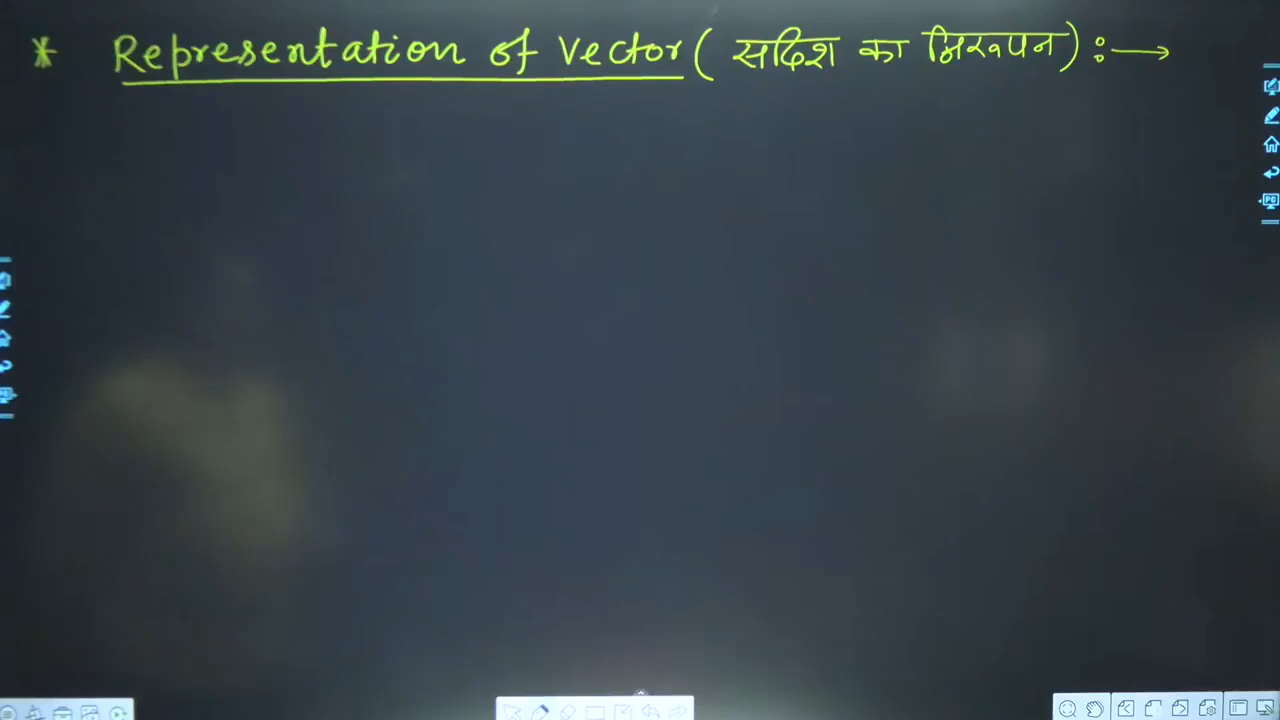 * Representation of vector ( सदिश का निरूपण ) :→